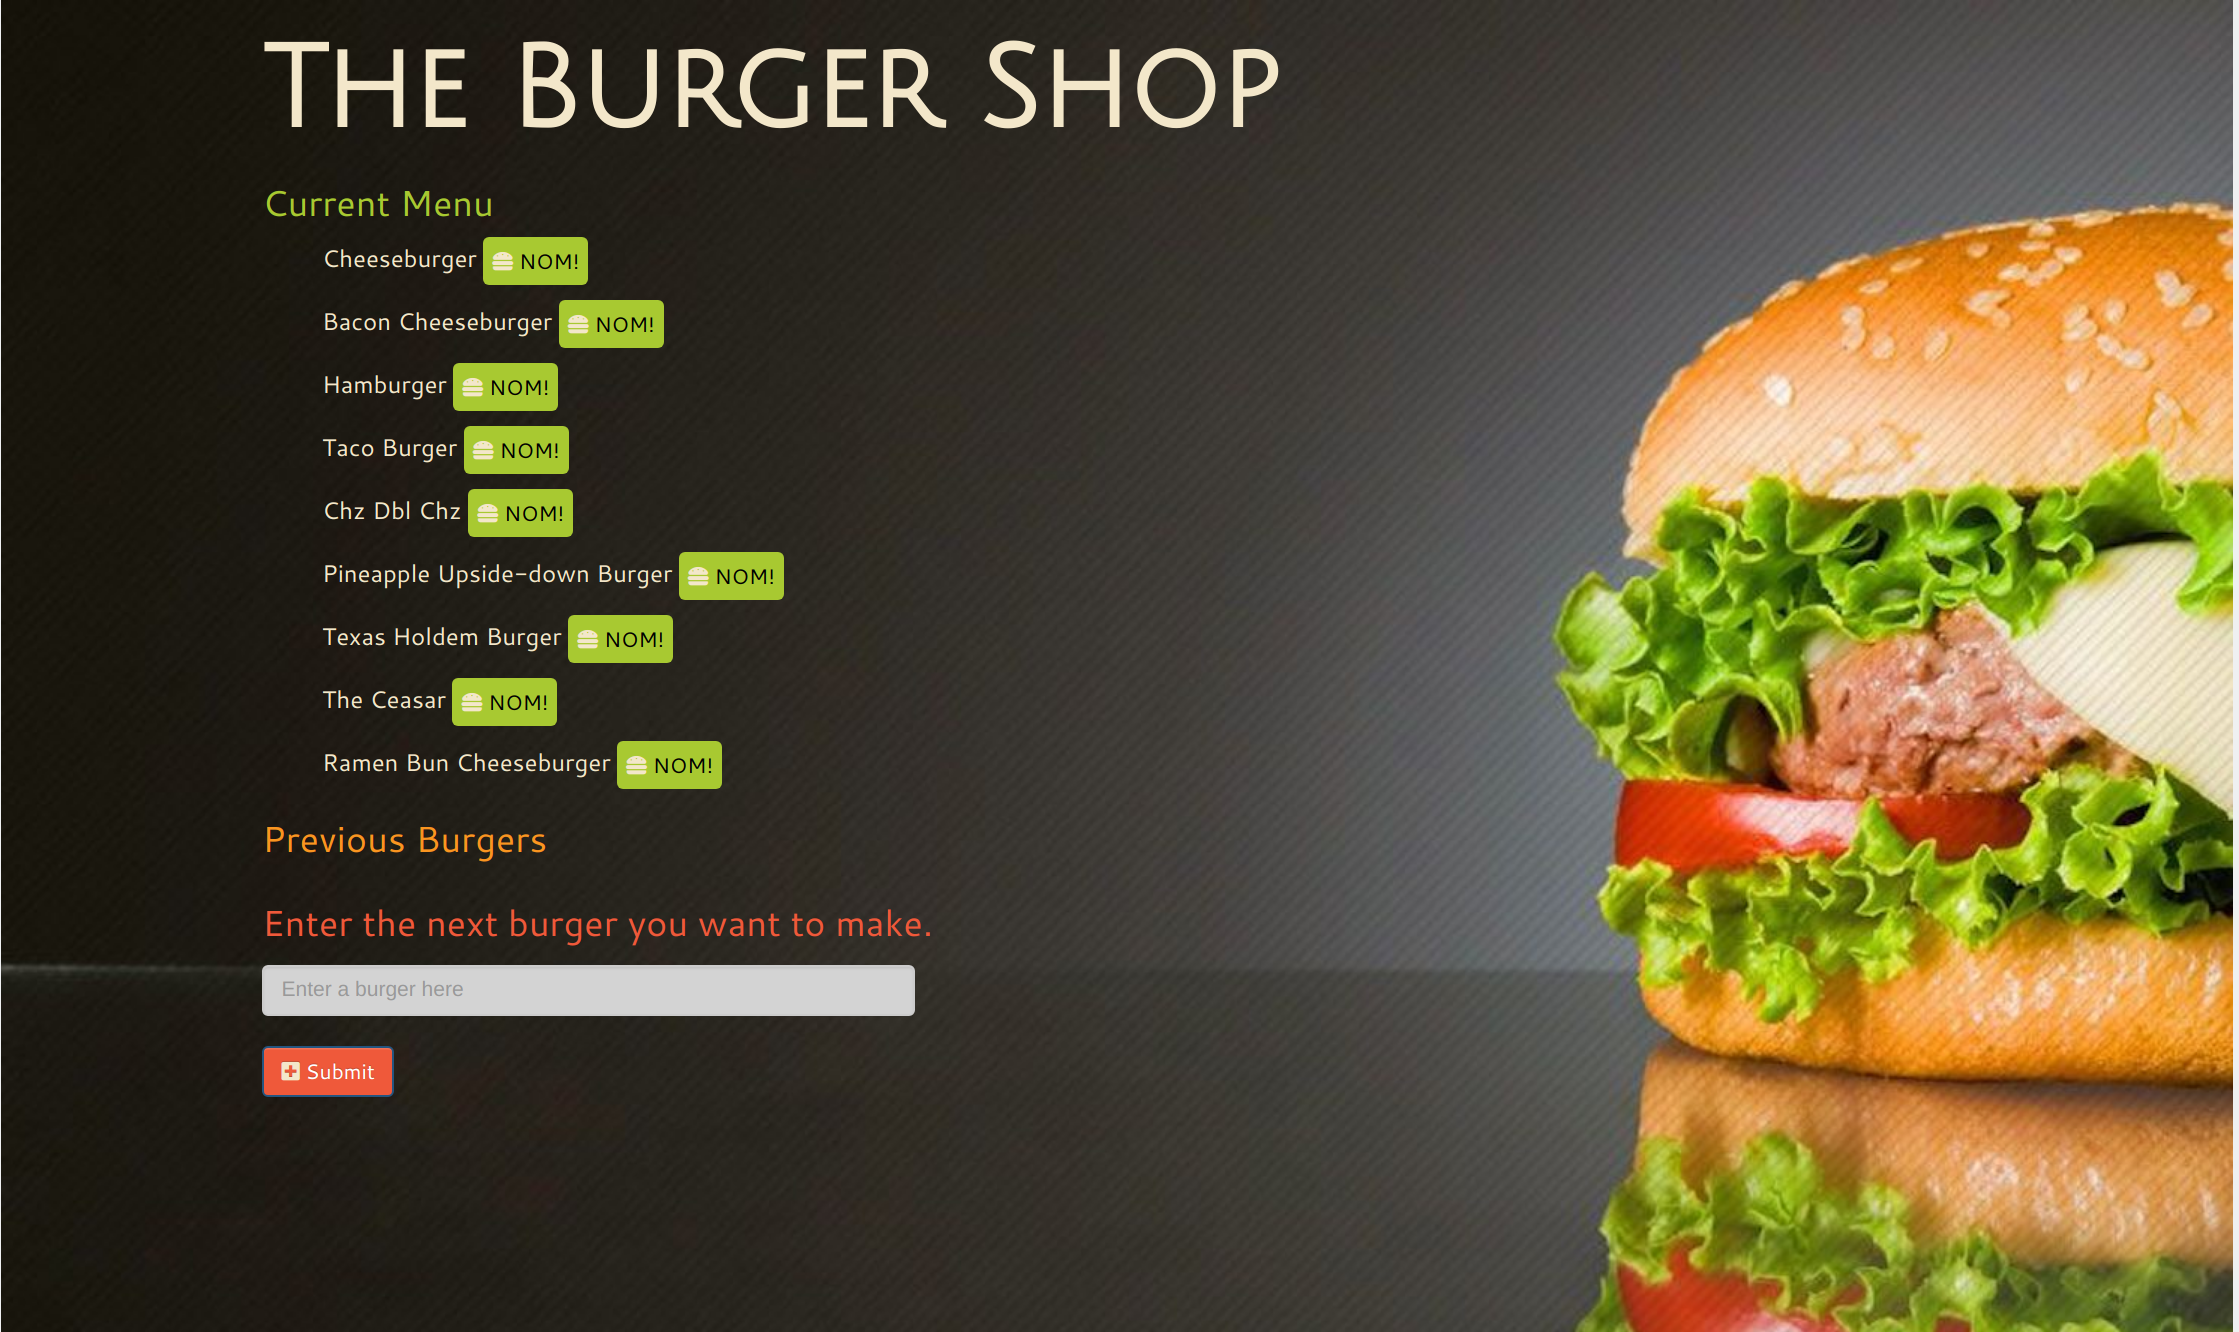 The Burger Shop
Current Menu
Cheeseburger NOM!
Bacon Cheeseburger NOM!
Hamburger NOM!
Taco Burger NOM!
Chz Dbl Chz NOM!
Pineapple Upside-down Burger NOM!
Texas Holdem Burger NOM!
The Ceasar NOM!
Ramen Bun Cheeseburger NOM!
Previous Burgers
Enter the next burger you want to make.
Enter a burger here
Submit